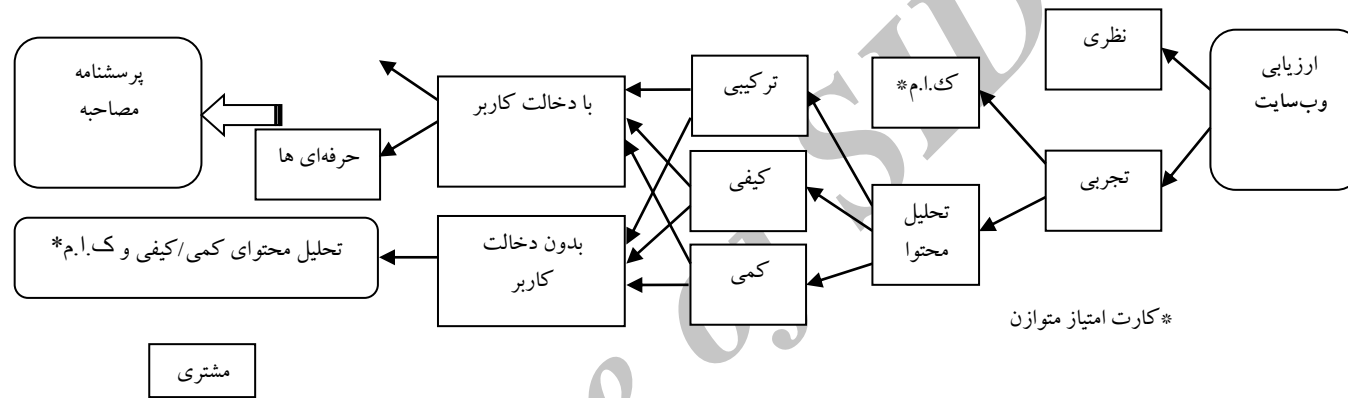 ارزیابی
وب‌سایت
نظری
تجربی
ک.ا.م*
تحلیل
محتوا
ترکیبی
کیفی
کمی
با دخالت کاربر
بدون دخالت
کاربر
حرفه‌ای ها
پرسشنامه
مصاحبه
تحلیل محتوای کمی/کیفی و ک.ا.م*
*کارت امتیاز متوازن
مشتری